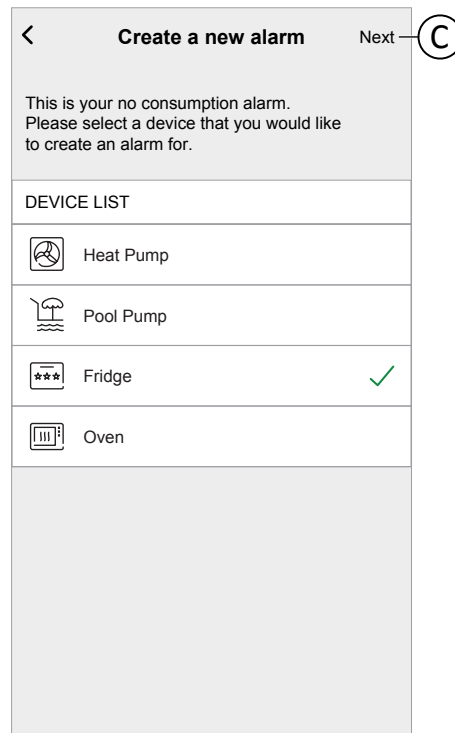 Create a new alarm Next C
This is your no consumption alarm.
Please select a device that you would like
to create an alarm for.
DEVICE LIST
Heat Pump
Pool Pump
Fridge
Oven